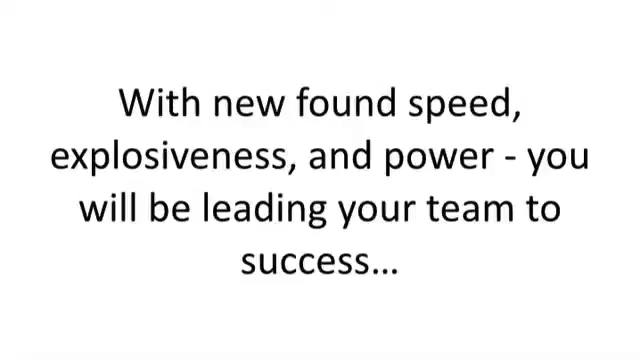 With new found speed,
explosiveness, and power - you
will be leading your team to
success...